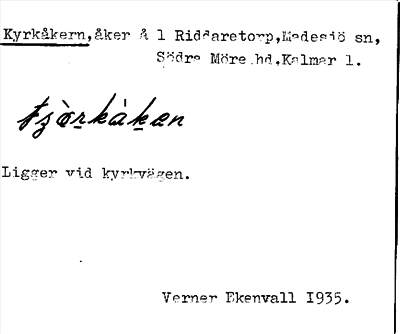 Kyrkåkern, åker Å 1 Riddaretorp, Madesjö sn,
Södra Möre hd. Kalmar l.
Ligger vid kyrkvägen.
Verner Ekenvall 1935.